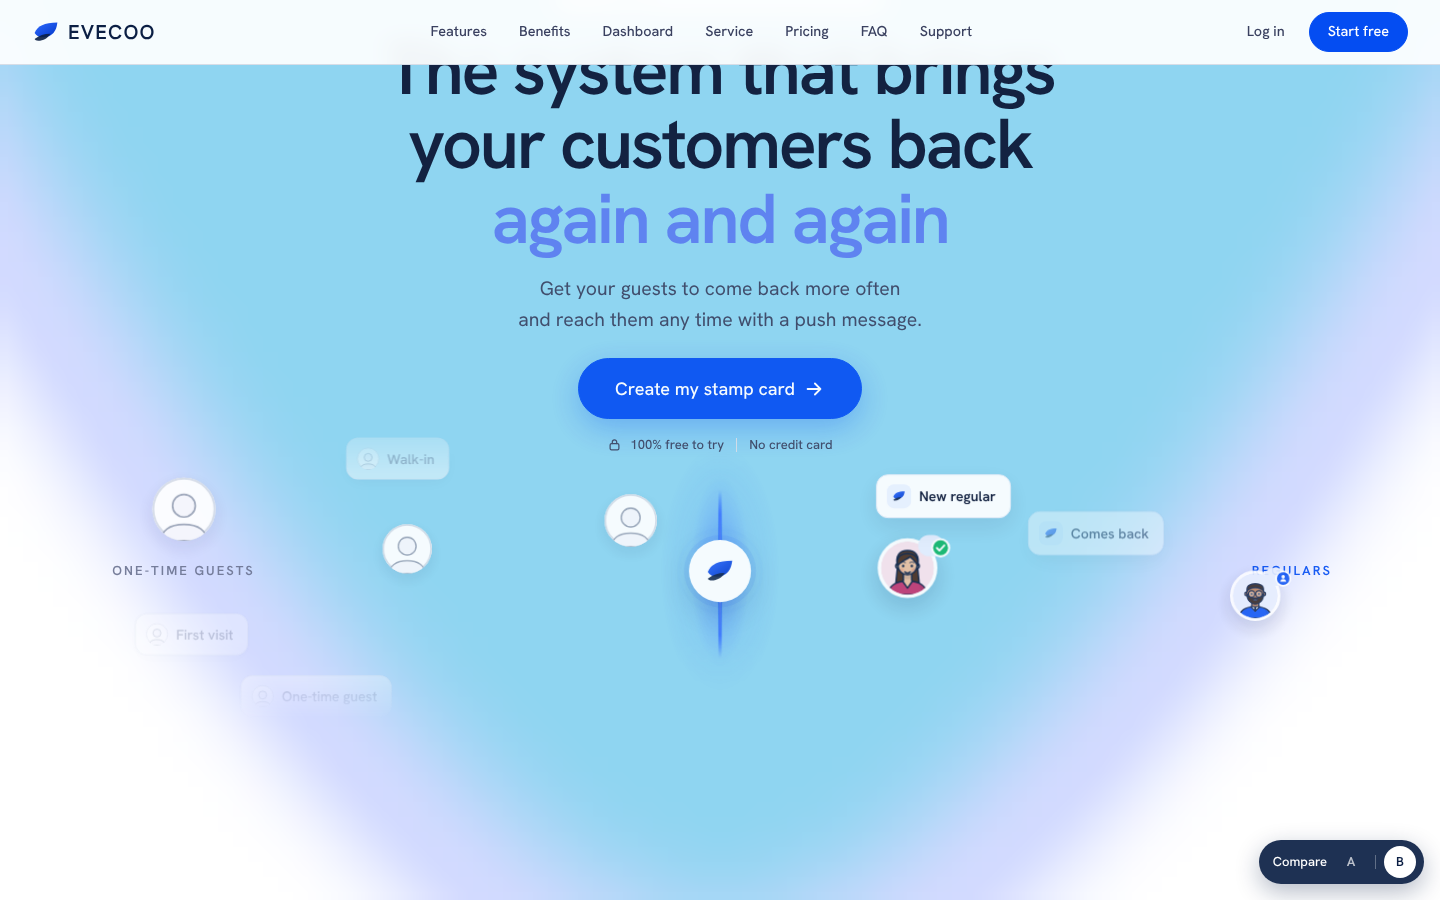 EVECOO
Features
Benefits
Dashboard
Service
Pricing
FAQ
Support
Log in
Start free
The system that brings
your customers back
again and again
Get your guests to come back more often
and reach them any time with a push message.
Create my stamp card
100% free to try
No credit card
Walk-in
New regular
Comes back
ONE-TIME GUESTS
REGULARS
First visit
One-time guest
Compare A B